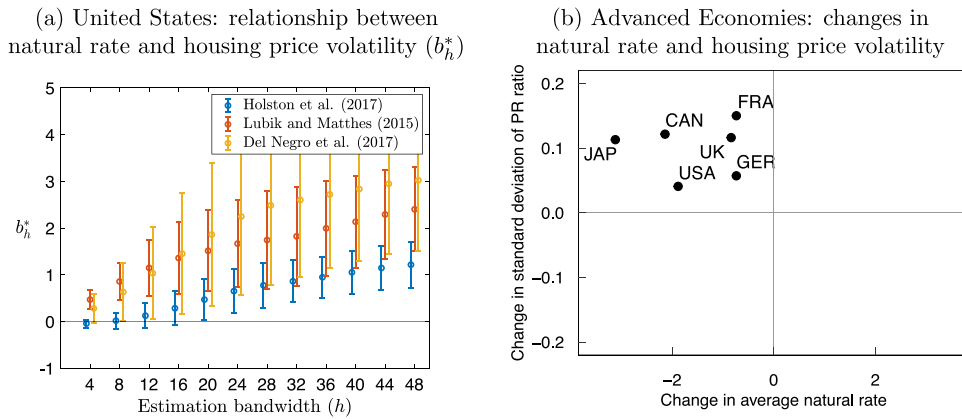 (a) United States: relationship between
natural rate and housing price volatility (b*h)
5
4
3
2
1
0
-1
b*h
Holston et al. (2017)
Lubik and Matthes (2015)
Del Negro et al. (2017)
4 8 12 16 20 24 28 32 36 40 44 48
Estimation bandwidth (h)
(b) Advanced Economies: changes in
natural rate and housing price volatility
Change in standard deviation of PR ratio
0.2
0.1
0.0
−0.1
−0.2
FRA
CAN
JAP
UK
USA
GER
−2 0 2
Change in average natural rate